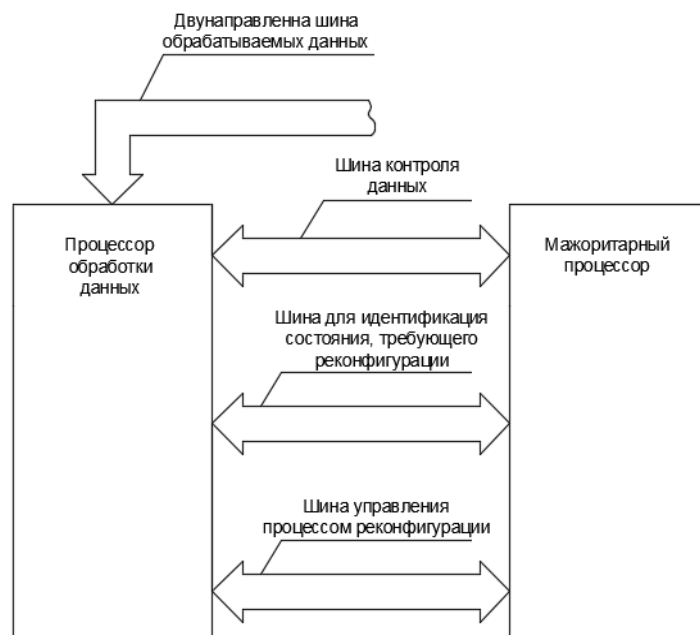 Двунаправленна шина
обрабатываемых данных
Шина контроля
данных
Процессор
обработки
данных
Мажоритарный
процессор
Шина для идентификация
состояния, требующего
реконфигурации
Шина управления
процессом реконфигурации